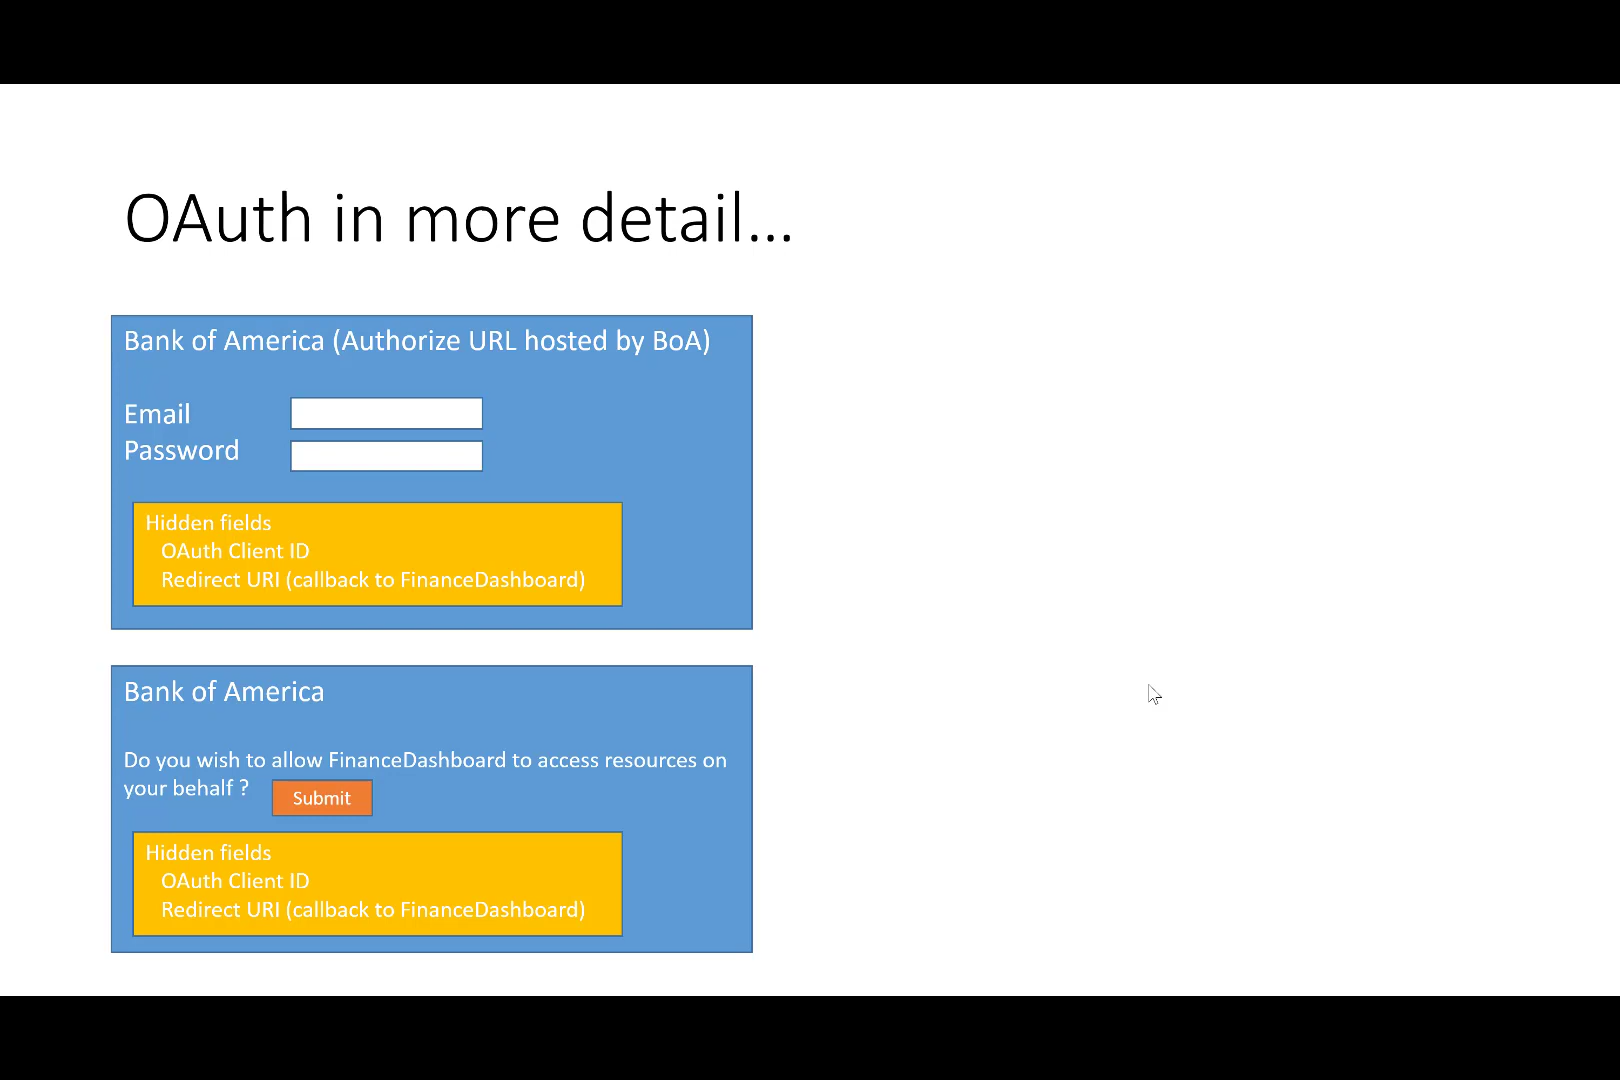 OAuth in more detail...
Bank of America (Authorize URL hosted by BoA)
Email
Password
Hidden fields
OAuth Client ID
Redirect URI (callback to FinanceDashboard)
Bank of America
Do you wish to allow FinanceDashboard to access resources on
your behalf ?
Submit
Hidden fields
OAuth Client ID
Redirect URI (callback to FinanceDashboard)